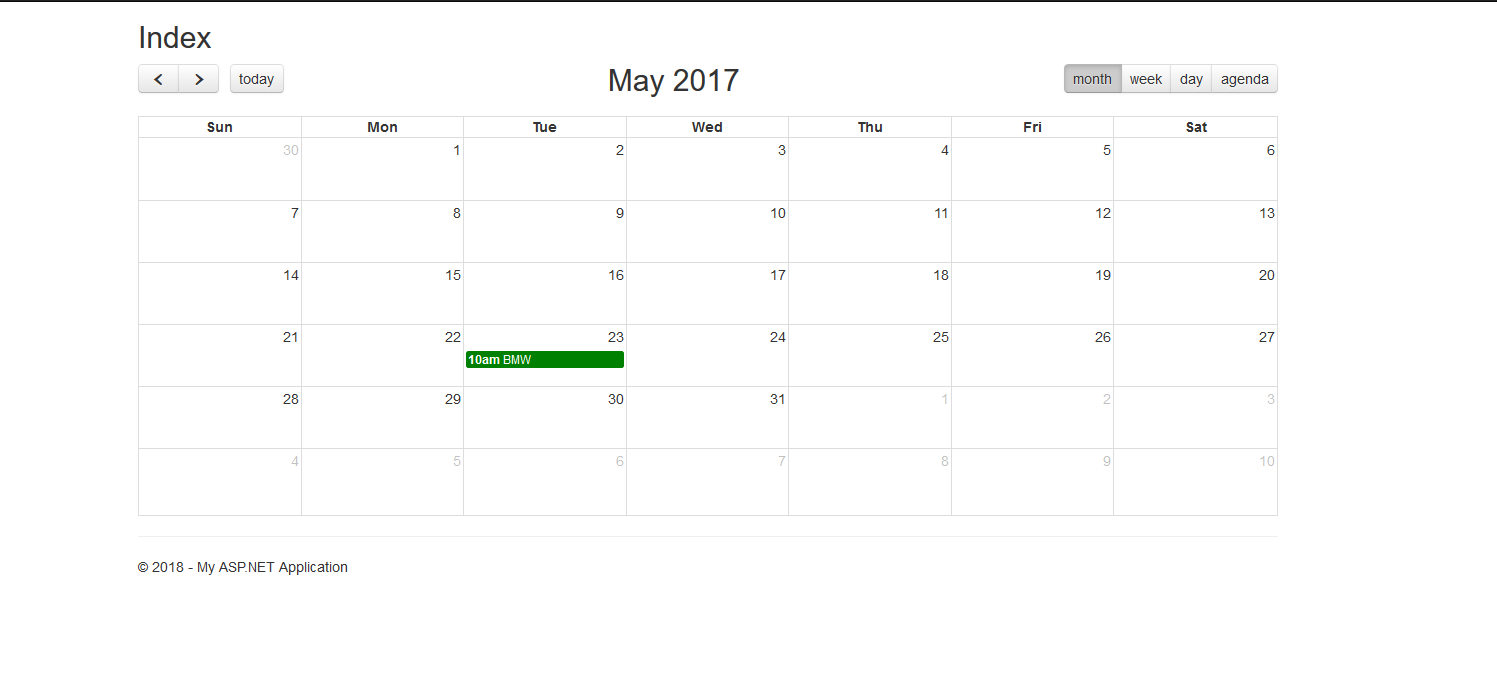 Index
today
May 2017
month week day agenda
Sun Mon Tue Wed Thu Fri Sat
30 1 2 3 4 5 6
7 8 9 10 11 12 13
14 15 16 17 18 19 20
21 22 23 24 25 26 27
10am BMW
28 29 30 31 1 2 3
4 5 6 7 8 9 10
© 2018 - My ASP.NET Application